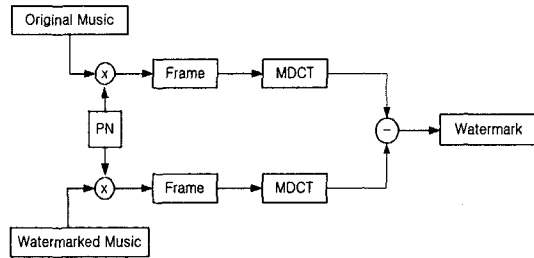 Original Music
x
Frame
MDCT
PN
−
Watermark
x
Frame
MDCT
Watermarked Music